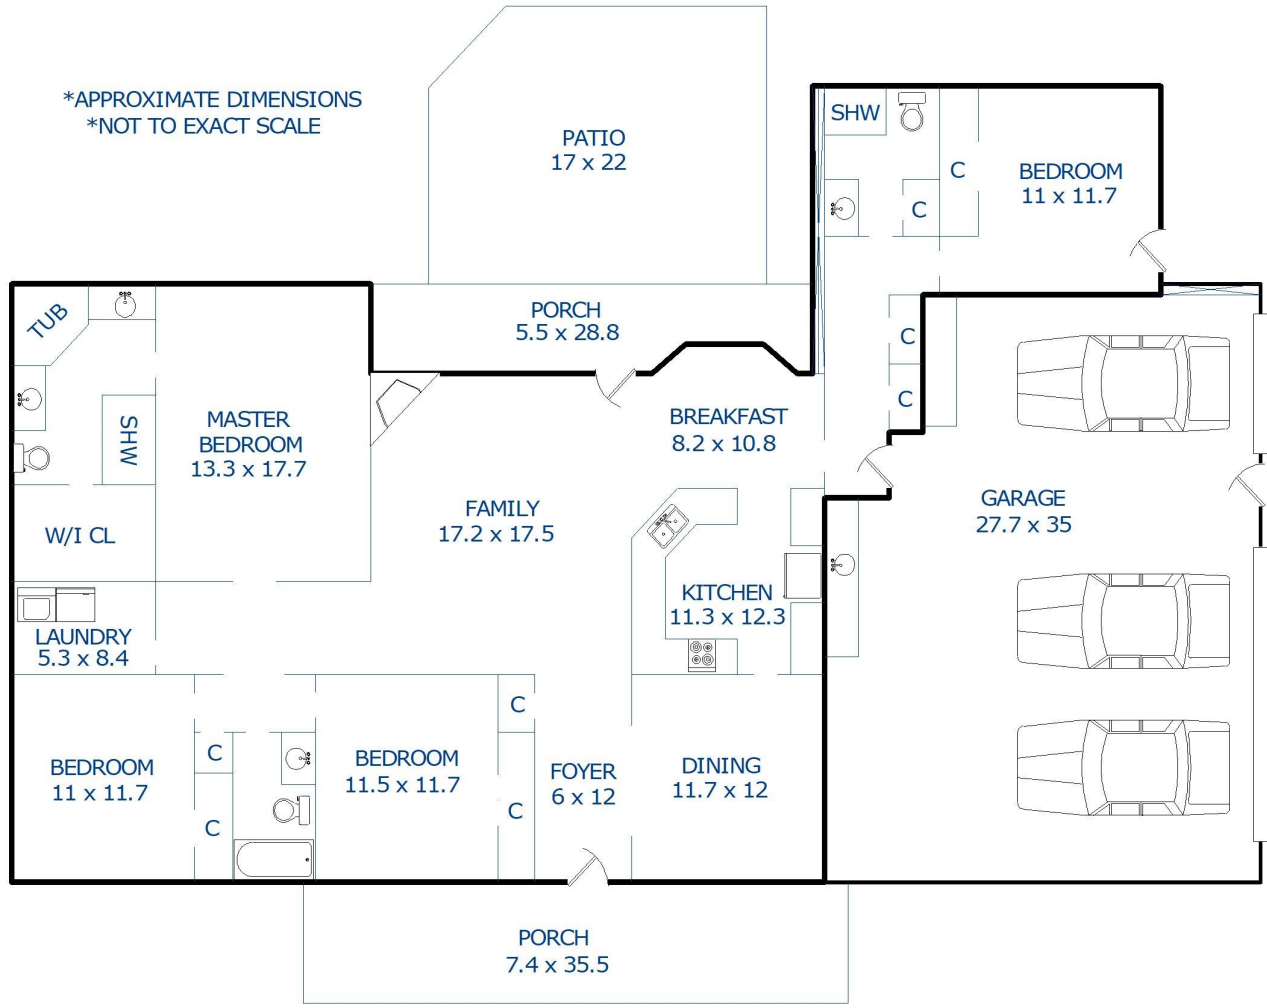 *APPROXIMATE DIMENSIONS
*NOT TO EXACT SCALE
PATIO
17 x 22
SHW
C
BEDROOM
11 x 11.7
C
TUB
PORCH
5.5 x 28.8
C
C
SHW
MASTER
BEDROOM
13.3 x 17.7
BREAKFAST
8.2 x 10.8
FAMILY
17.2 x 17.5
GARAGE
27.7 x 35
W/I CL
KITCHEN
11.3 x 12.3
LAUNDRY
5.3 x 8.4
C
C
BEDROOM
11 x 11.7
BEDROOM
11.5 x 11.7
FOYER
6 x 12
DINING
11.7 x 12
C
C
PORCH
7.4 x 35.5